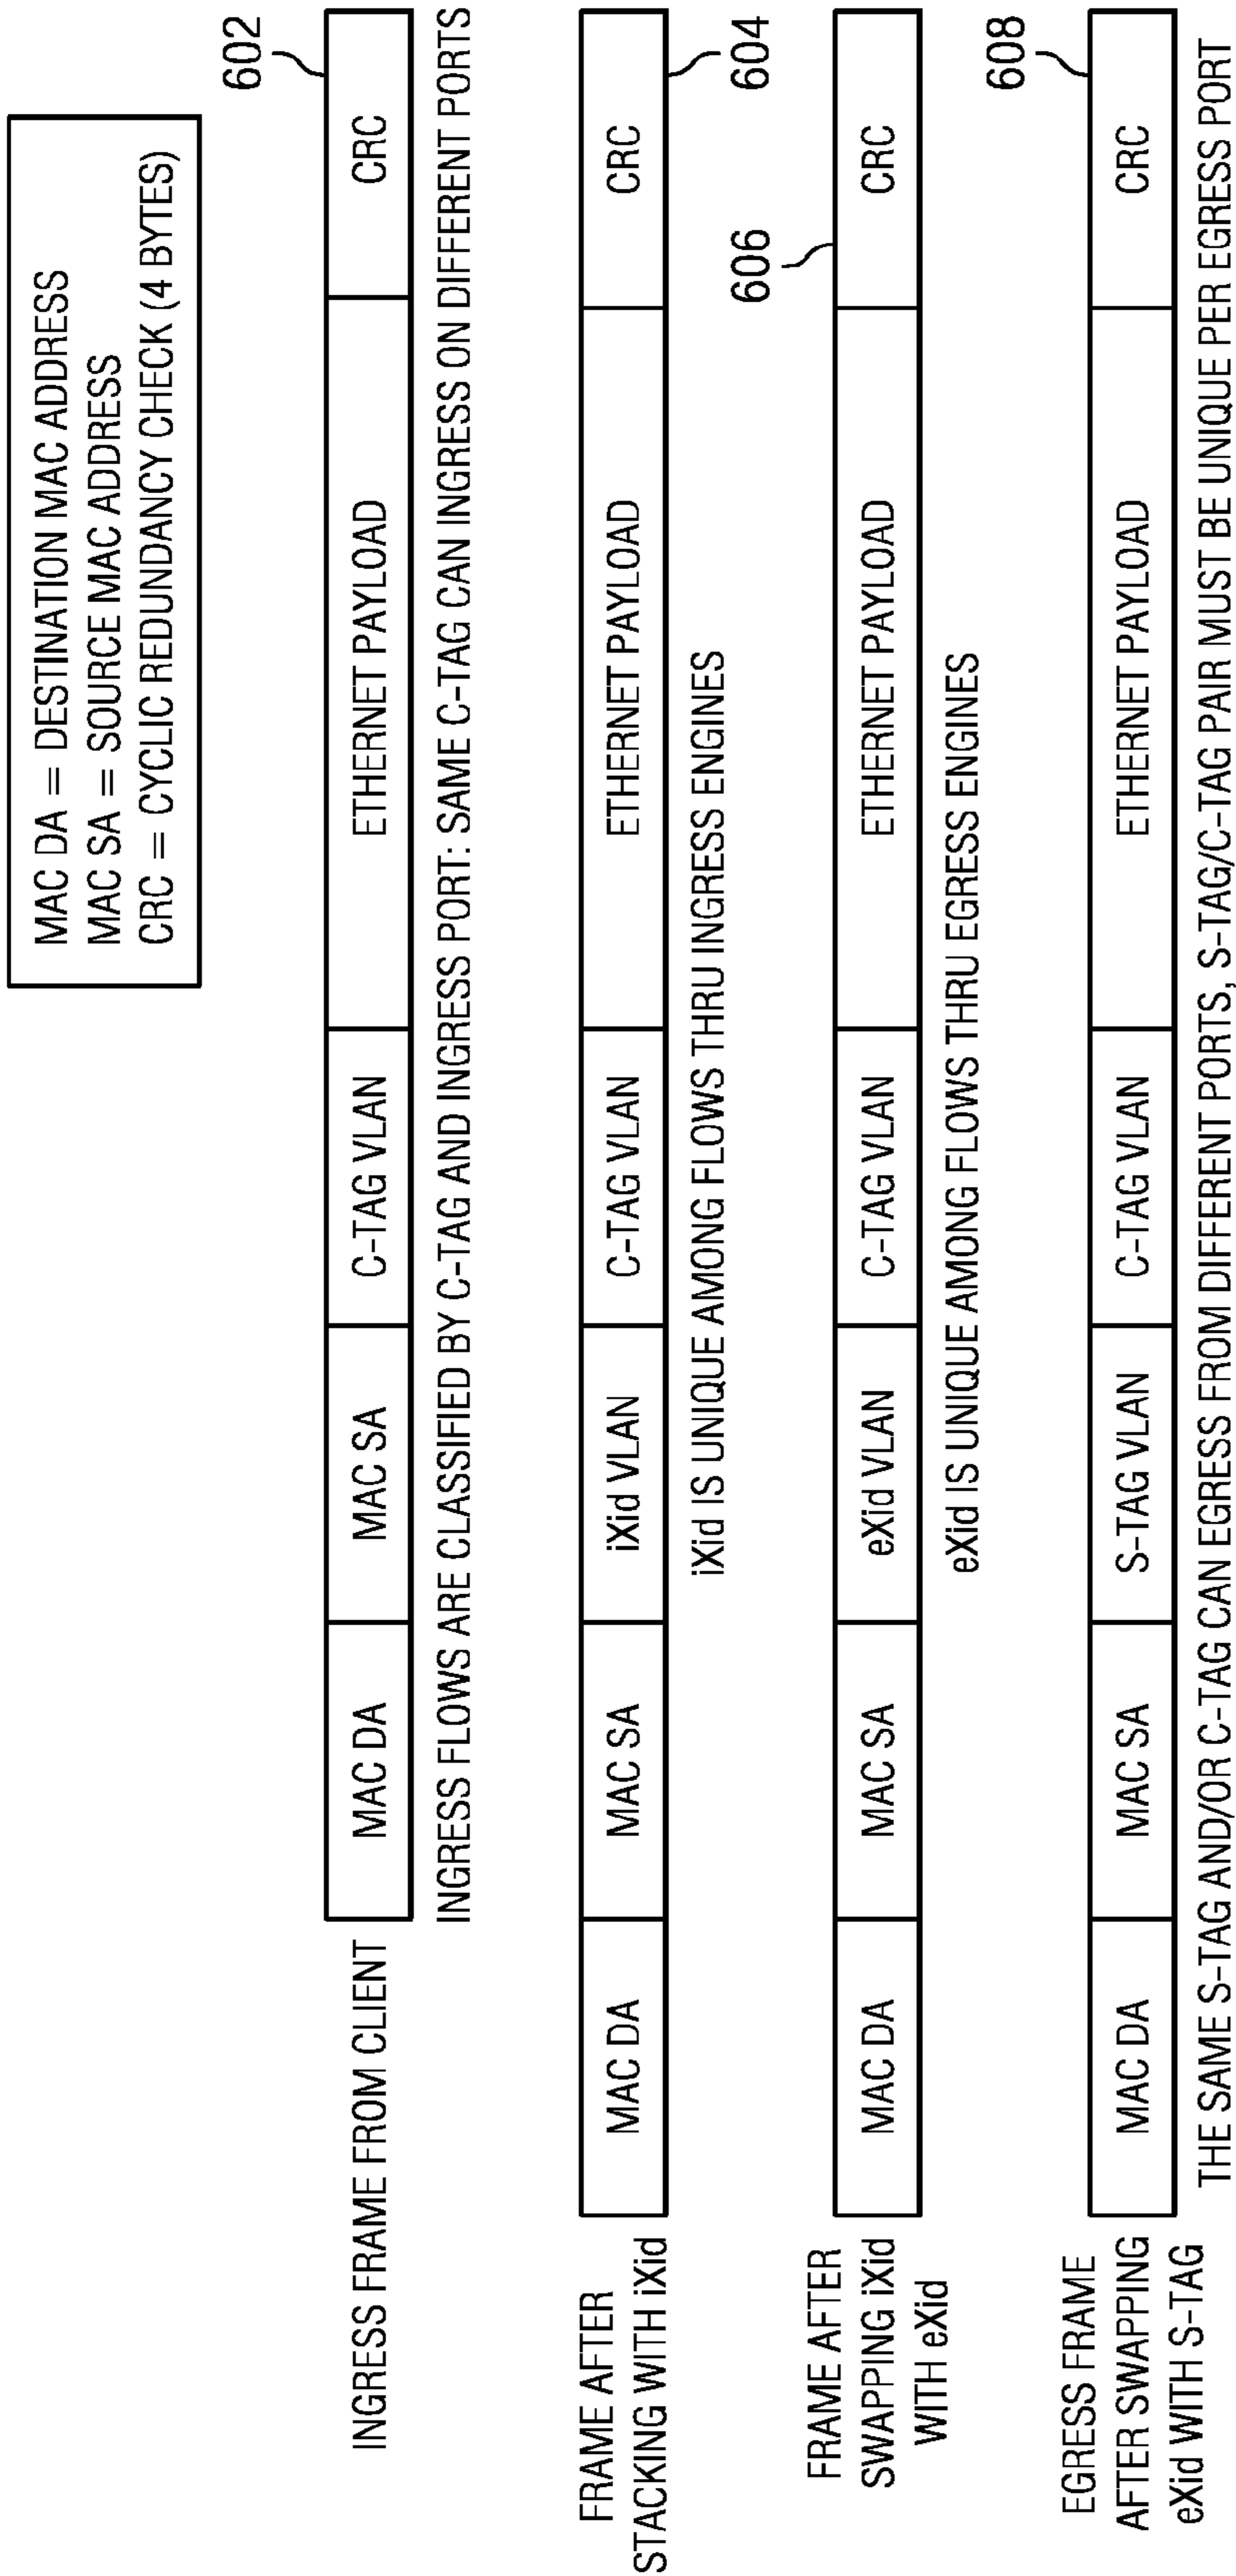 MAC DA = DESTINATION MAC ADDRESS
MAC SA = SOURCE MAC ADDRESS
CRC = CYCLIC REDUNDANCY CHECK (4 BYTES)
602
INGRESS FRAME FROM CLIENT
MAC DA
MAC SA
C-TAG VLAN
ETHERNET PAYLOAD
CRC
INGRESS FLOWS ARE CLASSIFIED BY C-TAG AND INGRESS PORT: SAME C-TAG CAN INGRESS ON DIFFERENT PORTS
FRAME AFTER
STACKING WITH iXid
MAC DA
MAC SA
iXid VLAN
C-TAG VLAN
ETHERNET PAYLOAD
CRC
604
iXid IS UNIQUE AMONG FLOWS THRU INGRESS ENGINES
606
FRAME AFTER
SWAPPING iXid
WITH eXid
MAC DA
MAC SA
eXid VLAN
C-TAG VLAN
ETHERNET PAYLOAD
CRC
eXid IS UNIQUE AMONG FLOWS THRU EGRESS ENGINES
608
EGRESS FRAME
AFTER SWAPPING
eXid WITH S-TAG
MAC DA
MAC SA
S-TAG VLAN
C-TAG VLAN
ETHERNET PAYLOAD
CRC
THE SAME S-TAG AND/OR C-TAG CAN EGRESS FROM DIFFERENT PORTS, S-TAG/C-TAG PAIR MUST BE UNIQUE PER EGRESS PORT